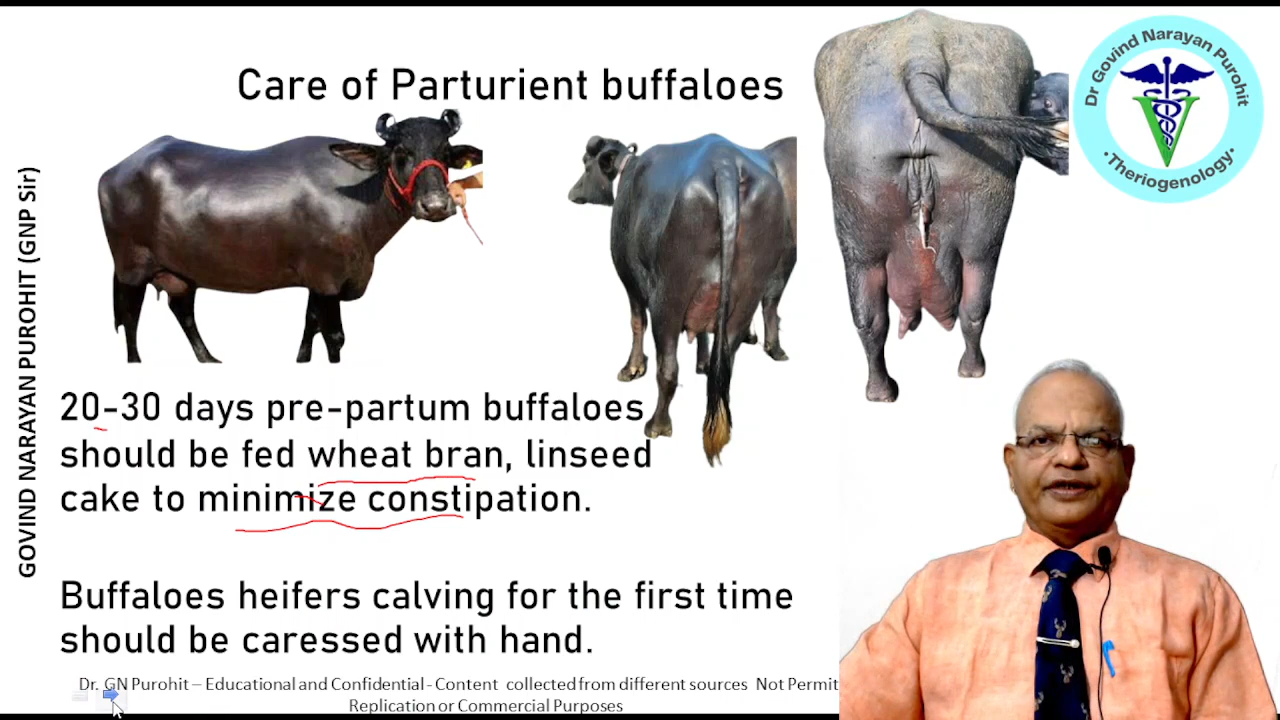 Care of Parturient buffaloes
Dr Govind Narayan Purohit
•Theriogenology•
GOVIND NARAYAN PUROHIT (GNP Sir)
20-30 days pre-partum buffaloes
should be fed wheat bran, linseed
cake to minimize constipation.
Buffaloes heifers calving for the first time
should be caressed with hand.
Dr. GN Purohit – Educational and Confidential - Content collected from different sources Not Permit
Replication or Commercial Purposes